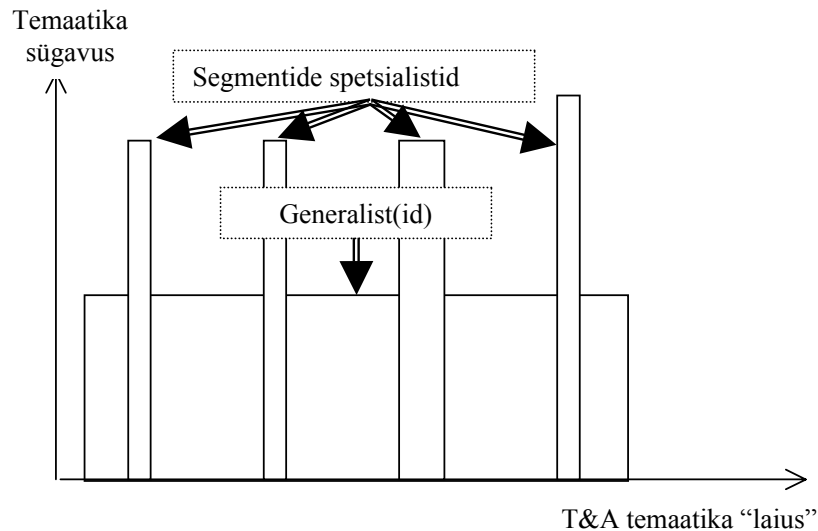 Temaatika
sügavus
Segmentide spetsialistid
Generalist(id)
T&A temaatika “laius”